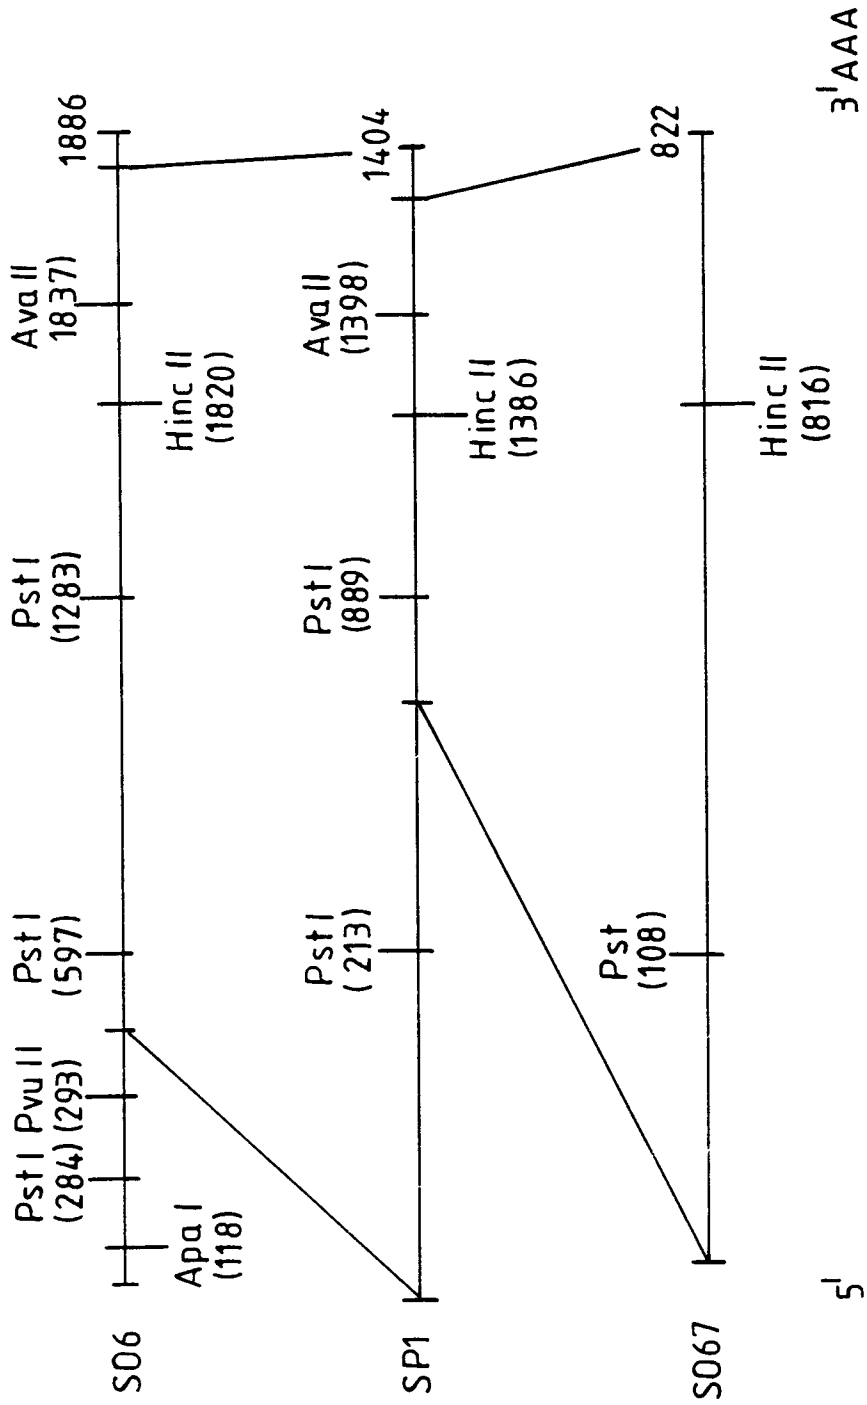 SO6
Apa I
(118)
Pst I Pvu II
(284) (293)
Pst I
(597)
Pst I
(1283)
Hinc II
(1820)
Ava II
1837)
1886
SP1
Pst I
(213)
Pst I
(889)
Hinc II
(1386)
Ava II
(1398)
1404
SO67
Pst
(108)
Hinc II
(816)
822
5'
3'AAA